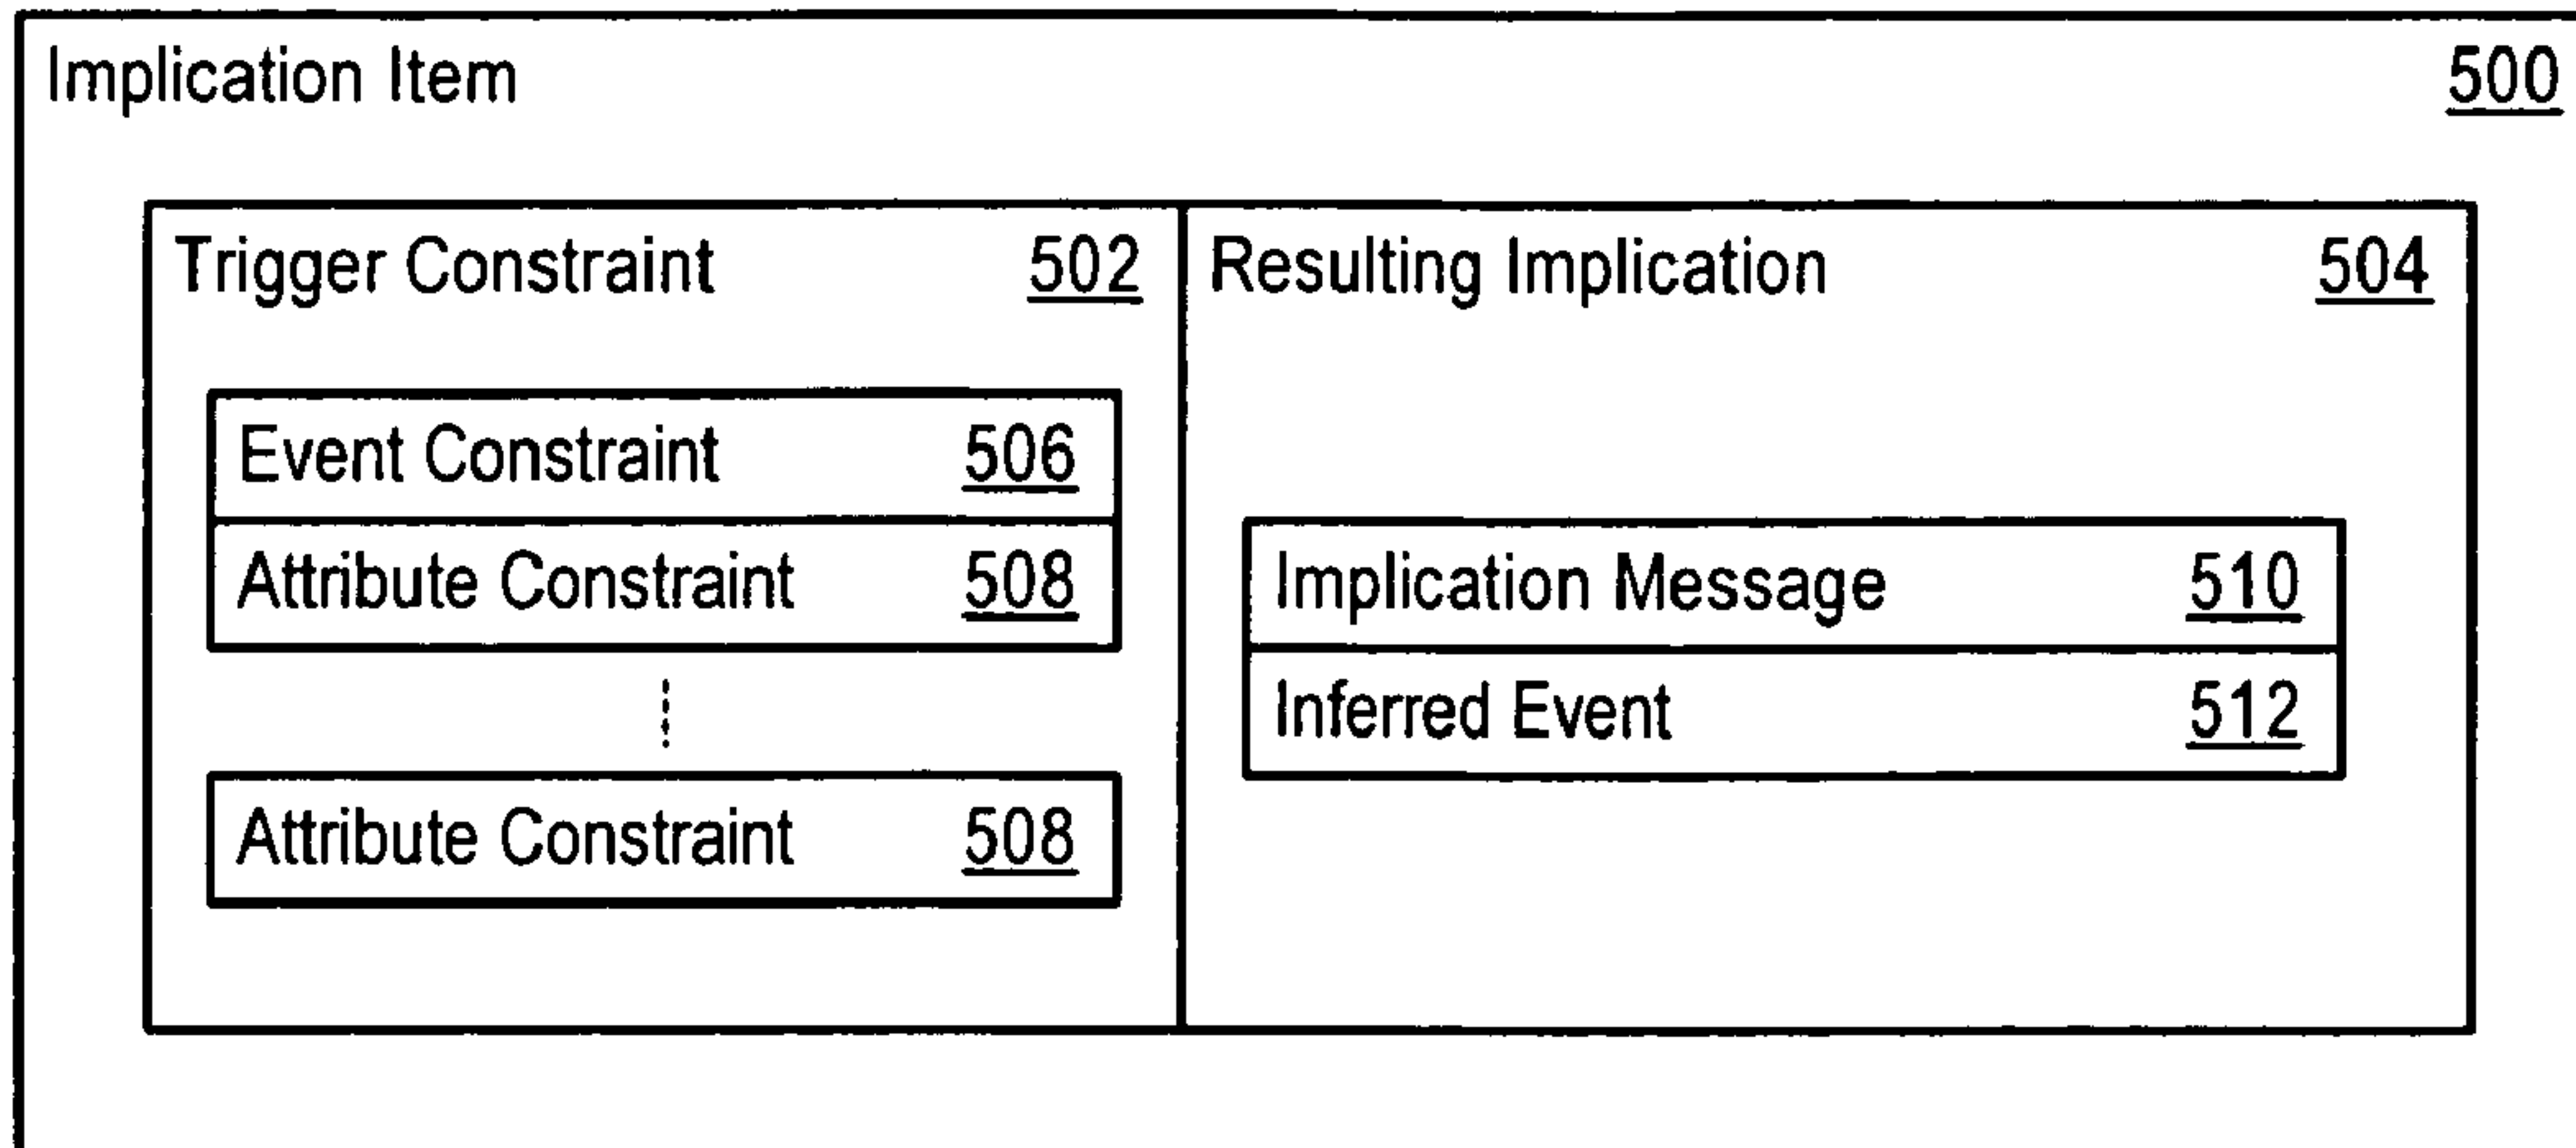 Implication Item 500
Trigger Constraint 502
Resulting Implication 504
Event Constraint 506
Attribute Constraint 508
Attribute Constraint 508
Implication Message 510
Inferred Event 512